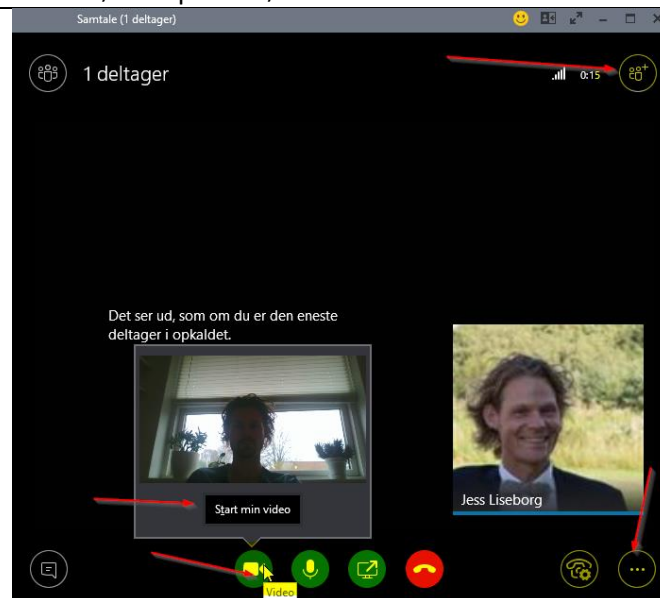 Samtale (1 deltager)
1 deltager
0:15
Det ser ud, som om du er den eneste
deltager i opkaldet.
Start min video
Jess Liseborg
Video